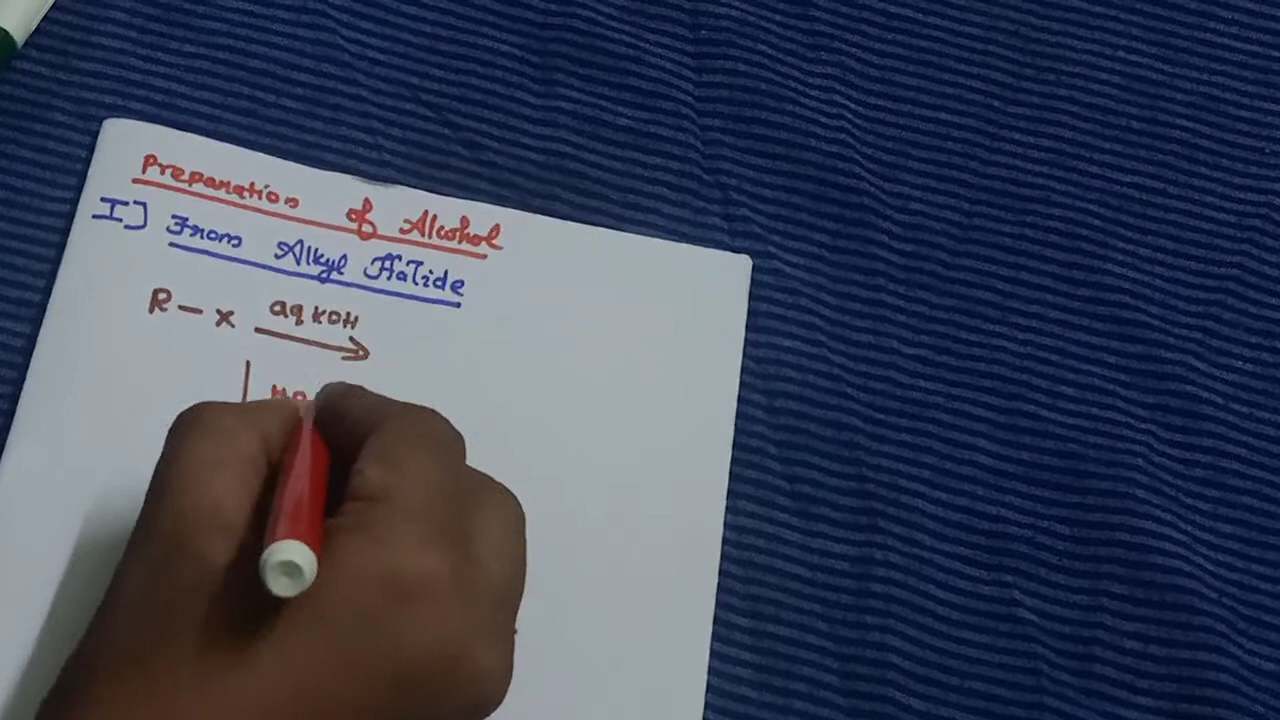 Preparation of Alcohol
I] From Alkyl Halide
R - x aq KOH